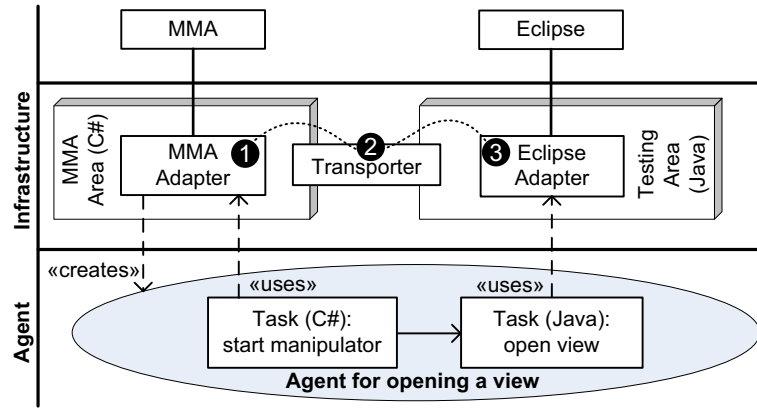 MMA
Eclipse
Infrastructure
MMA
Area (C#)
MMA
Adapter
1
2
Transporter
3
Eclipse
Adapter
Testing
Area
(Java)
«creates»
«uses»
«uses»
Agent
Task (C#):
start manipulator
Task (Java):
open view
Agent for opening a view